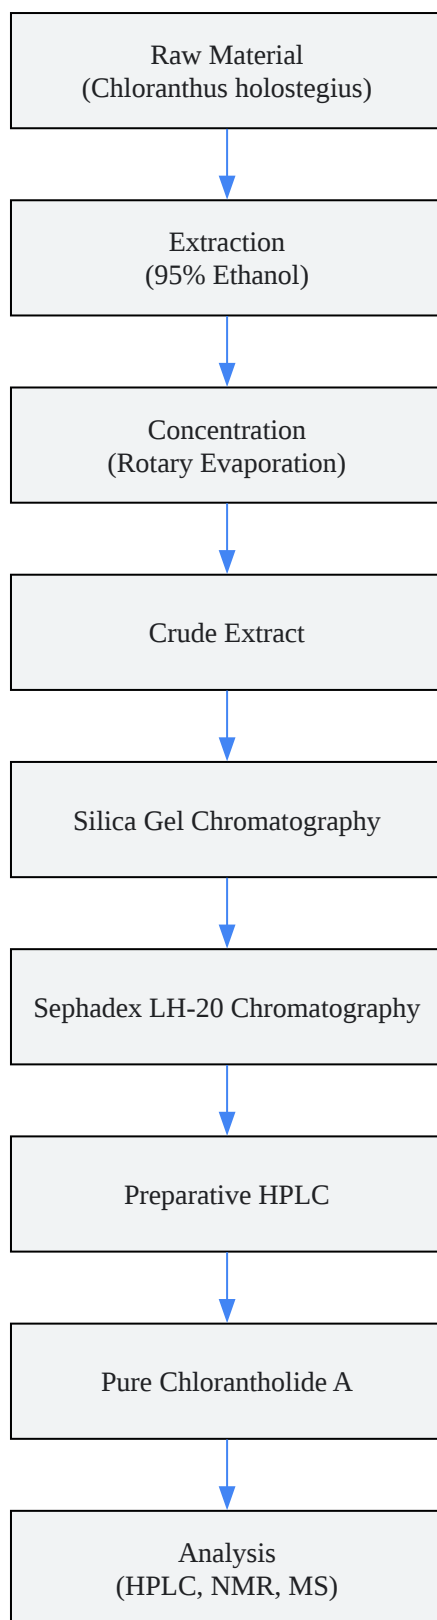 Raw Material
(Chloranthus holostegius)
Extraction
(95% Ethanol)
Concentration
(Rotary Evaporation)
Crude Extract
Silica Gel Chromatography
Sephadex LH-20 Chromatography
Preparative HPLC
Pure Chlorantholide A
Analysis
(HPLC, NMR, MS)